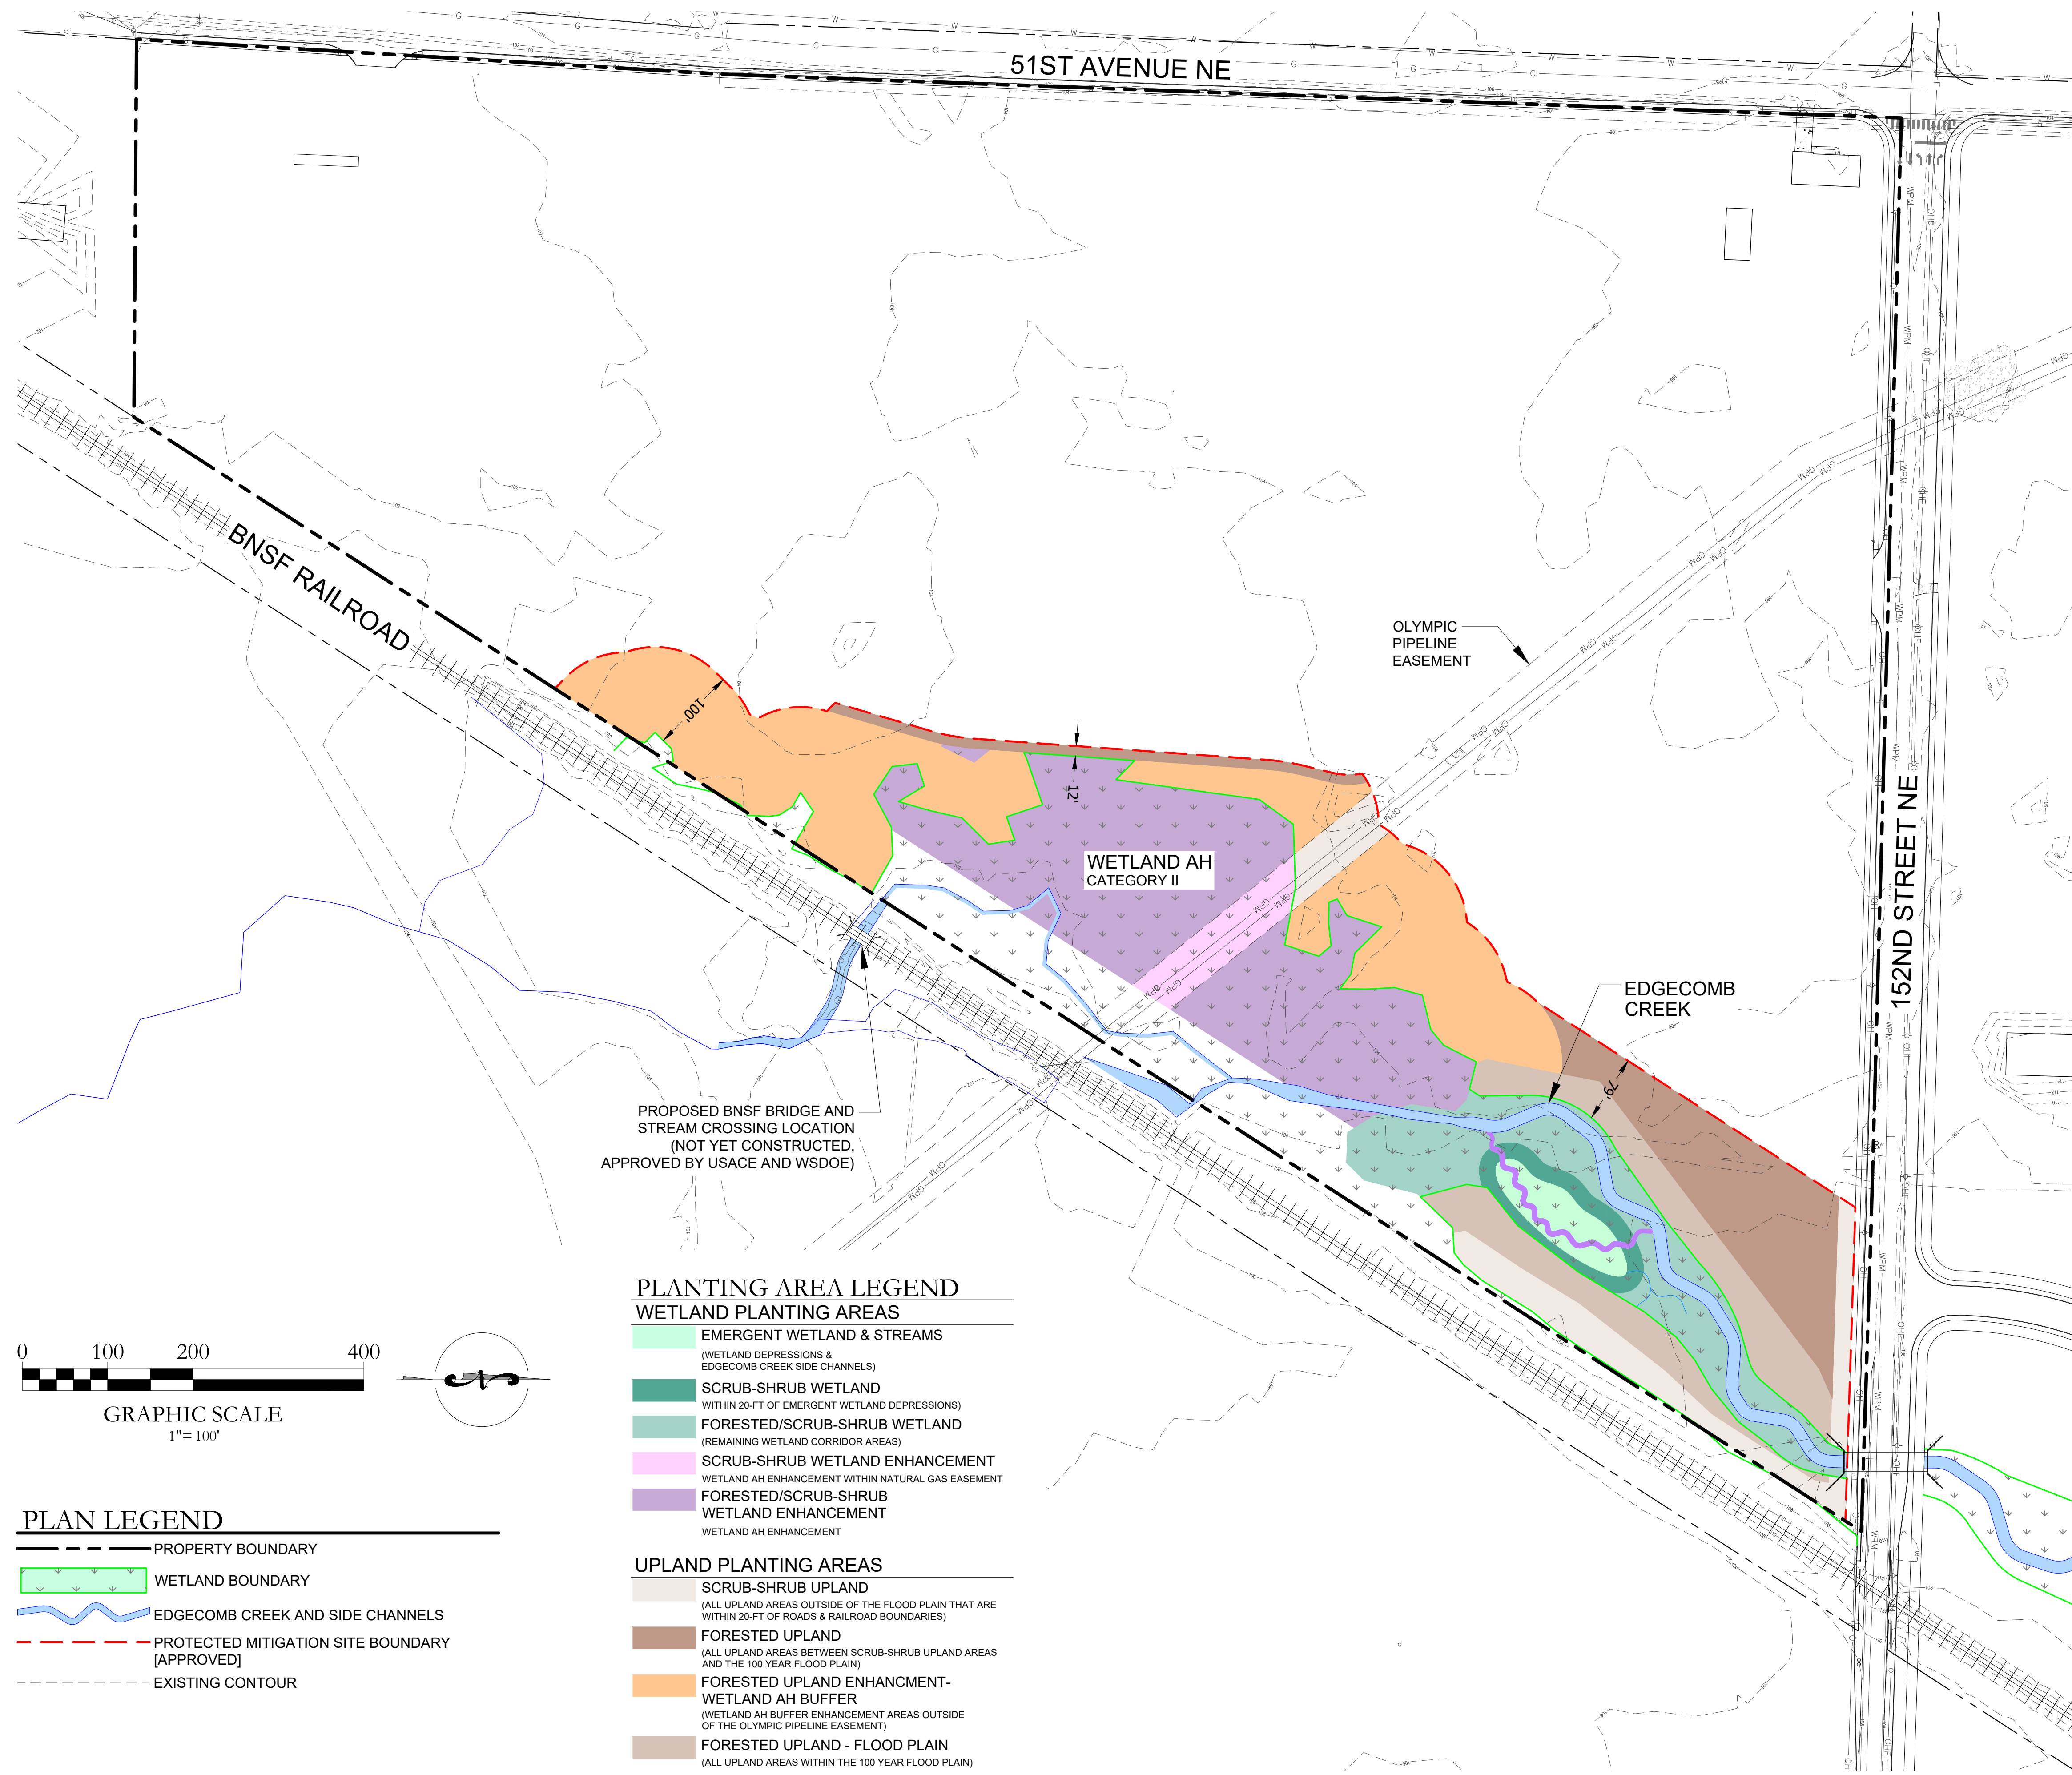 51ST AVENUE NE
BNSF RAILROAD
100'
12'
OLYMPIC
PIPELINE
EASEMENT
WETLAND AH
CATEGORY II
152ND STREET NE
EDGECOMB
CREEK
79'
PROPOSED BNSF BRIDGE AND
STREAM CROSSING LOCATION
(NOT YET CONSTRUCTED,
APPROVED BY USACE AND WSDOE)
0 100 200 400
GRAPHIC SCALE
1"=100'
N
PLAN LEGEND
PROPERTY BOUNDARY
WETLAND BOUNDARY
EDGECOMB CREEK AND SIDE CHANNELS
PROTECTED MITIGATION SITE BOUNDARY
[APPROVED]
EXISTING CONTOUR
PLANTING AREA LEGEND
WETLAND PLANTING AREAS
EMERGENT WETLAND & STREAMS
(WETLAND DEPRESSIONS &
EDGECOMB CREEK SIDE CHANNELS)
SCRUB-SHRUB WETLAND
WITHIN 20-FT OF EMERGENT WETLAND DEPRESSIONS)
FORESTED/SCRUB-SHRUB WETLAND
(REMAINING WETLAND CORRIDOR AREAS)
SCRUB-SHRUB WETLAND ENHANCEMENT
WETLAND AH ENHANCEMENT WITHIN NATURAL GAS EASEMENT
FORESTED/SCRUB-SHRUB
WETLAND ENHANCEMENT
WETLAND AH ENHANCEMENT
UPLAND PLANTING AREAS
SCRUB-SHRUB UPLAND
(ALL UPLAND AREAS OUTSIDE OF THE FLOOD PLAIN THAT ARE
WITHIN 20-FT OF ROADS & RAILROAD BOUNDARIES)
FORESTED UPLAND
(ALL UPLAND AREAS BETWEEN SCRUB-SHRUB UPLAND AREAS
AND THE 100 YEAR FLOOD PLAIN)
FORESTED UPLAND ENHANCMENT-
WETLAND AH BUFFER
(WETLAND AH BUFFER ENHANCEMENT AREAS OUTSIDE
OF THE OLYMPIC PIPELINE EASEMENT)
FORESTED UPLAND - FLOOD PLAIN
(ALL UPLAND AREAS WITHIN THE 100 YEAR FLOOD PLAIN)